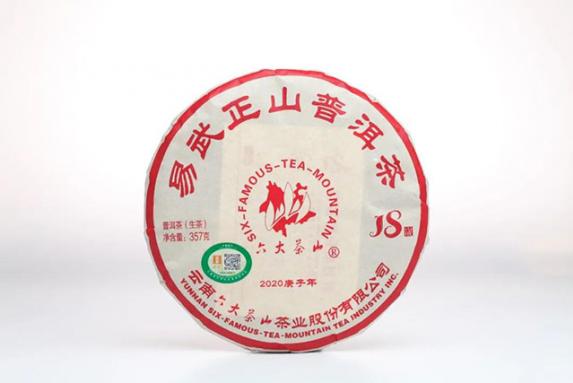 易武正山普洱茶
SIX-FAMOUS-TEA-MOUNTAIN
六大茶山®
18
普洱茶（生茶）
净含量：357克
2020庚子年
云南六大茶山茶业股份有限公司
YUNNAN SIX-FAMOUS-TEA-MOUNTAIN TEA INDUSTRY INC.